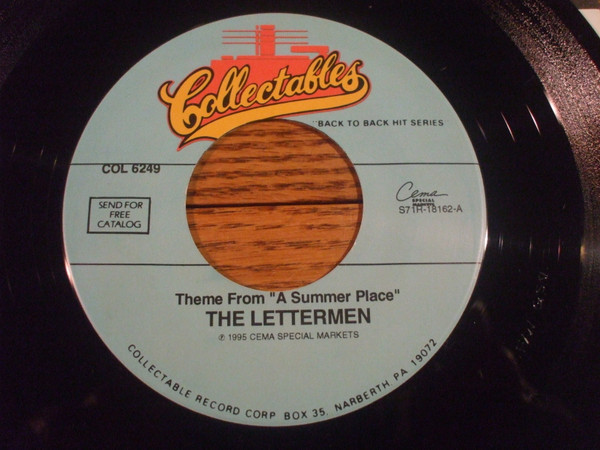 Collectables
"BACK TO BACK HIT SERIES
COL 6249
SEND FOR
FREE
CATALOG
Cema
SPECIAL
MARKETS
S71H-18162-A
Theme From "A Summer Place"
THE LETTERMEN
℗ 1995 CEMA SPECIAL MARKETS
COLLECTABLE RECORD CORP BOX 35, NARBERTH PA 19072